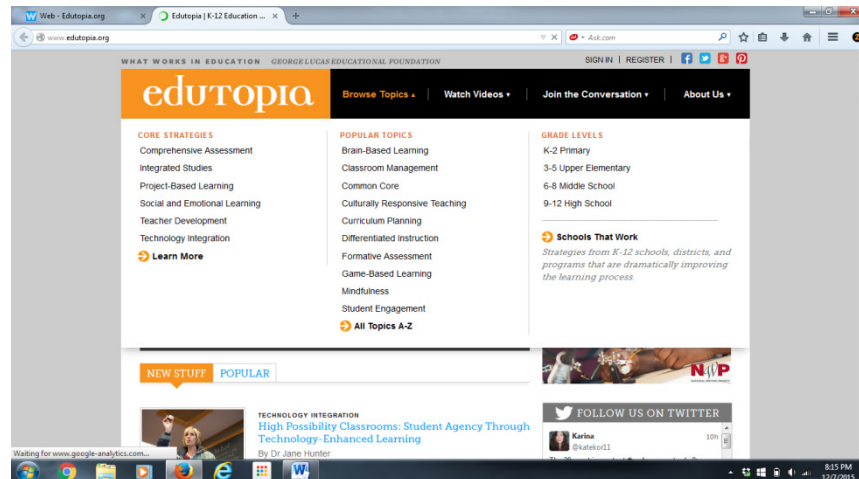 Web - Edutopia.org
Edutopia | K-12 Education ...
www.edutopia.org
Ask.com
WHAT WORKS IN EDUCATION GEORGE LUCAS EDUCATIONAL FOUNDATION
SIGN IN | REGISTER |
edutopia
Browse Topics
Watch Videos
Join the Conversation
About Us
CORE STRATEGIES
Comprehensive Assessment
Integrated Studies
Project-Based Learning
Social and Emotional Learning
Teacher Development
Technology Integration
Learn More
POPULAR TOPICS
Brain-Based Learning
Classroom Management
Common Core
Culturally Responsive Teaching
Curriculum Planning
Differentiated Instruction
Formative Assessment
Game-Based Learning
Mindfulness
Student Engagement
All Topics A-Z
GRADE LEVELS
K-2 Primary
3-5 Upper Elementary
6-8 Middle School
9-12 High School
Schools That Work
Strategies from K-12 schools, districts, and
programs that are dramatically improving
the learning process.
NEW STUFF
POPULAR
TECHNOLOGY INTEGRATION
High Possibility Classrooms: Student Agency Through
Technology-Enhanced Learning
By Dr Jane Hunter
NWP
FOLLOW US ON TWITTER
Karina
@katekor11
10h
Waiting for www.google-analytics.com...
8:15 PM
12/7/2015